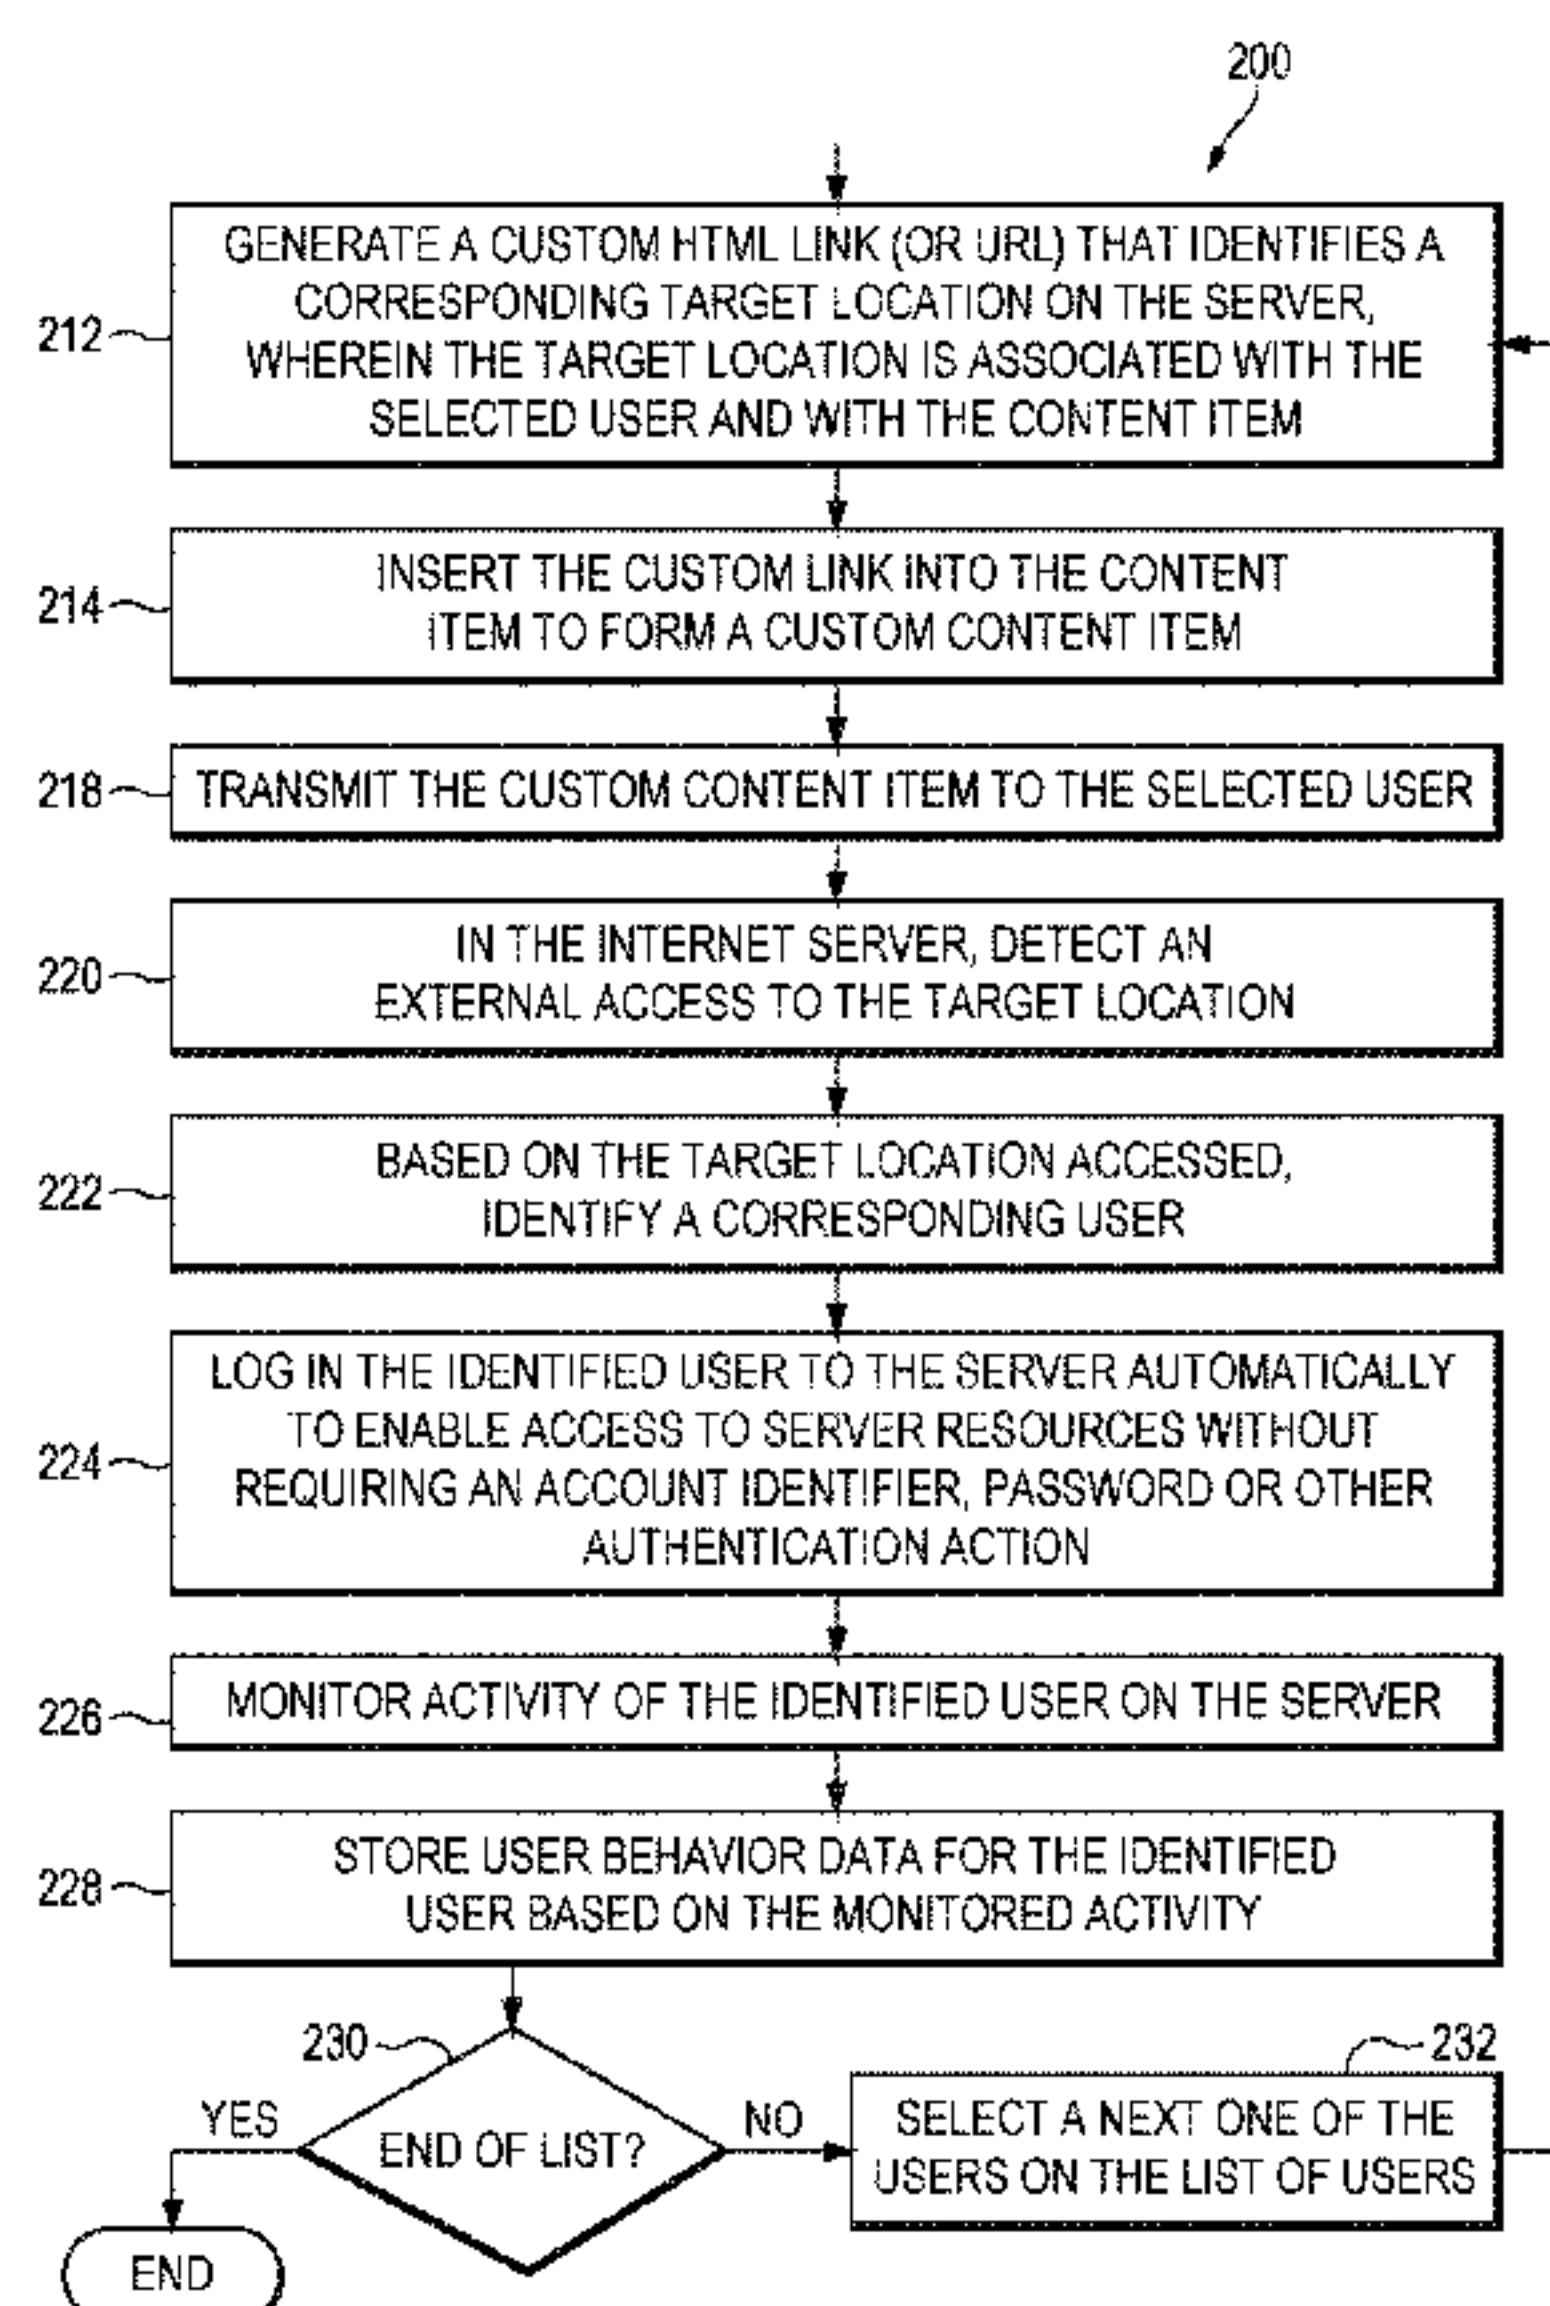 200
GENERATE A CUSTOM HTML LINK (OR URL) THAT IDENTIFIES A
CORRESPONDING TARGET LOCATION ON THE SERVER,
212
WHEREIN THE TARGET LOCATION IS ASSOCIATED WITH THE
SELECTED USER AND WITH THE CONTENT ITEM
INSERT THE CUSTOM LINK INTO THE CONTENT
214
ITEM TO FORM A CUSTOM CONTENT ITEM
218
TRANSMIT THE CUSTOM CONTENT ITEM TO THE SELECTED USER
IN THE INTERNET SERVER, DETECT AN
220
EXTERNAL ACCESS TO THE TARGET LOCATION
BASED ON THE TARGET LOCATION ACCESSED,
222
IDENTIFY A CORRESPONDING USER
LOG IN THE IDENTIFIED USER TO THE SERVER AUTOMATICALLY
TO ENABLE ACCESS TO SERVER RESOURCES WITHOUT
224
REQUIRING AN ACCOUNT IDENTIFIER, PASSWORD OR OTHER
AUTHENTICATION ACTION
226
MONITOR ACTIVITY OF THE IDENTIFIED USER ON THE SERVER
STORE USER BEHAVIOR DATA FOR THE IDENTIFIED
228
USER BASED ON THE MONITORED ACTIVITY
230
232
YES
END OF LIST?
NO
SELECT A NEXT ONE OF THE
USERS ON THE LIST OF USERS
END